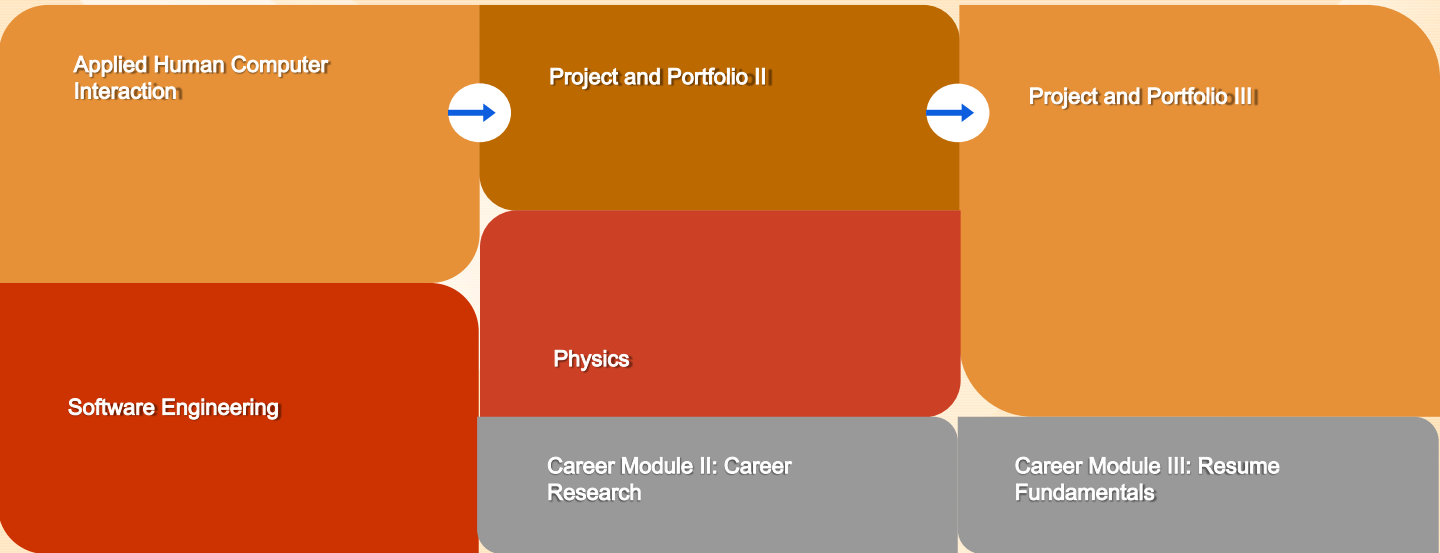 Applied Human Computer
Interaction
Project and Portfolio II
Project and Portfolio III
Software Engineering
Physics
Career Module II: Career
Research
Career Module III: Resume
Fundamentals